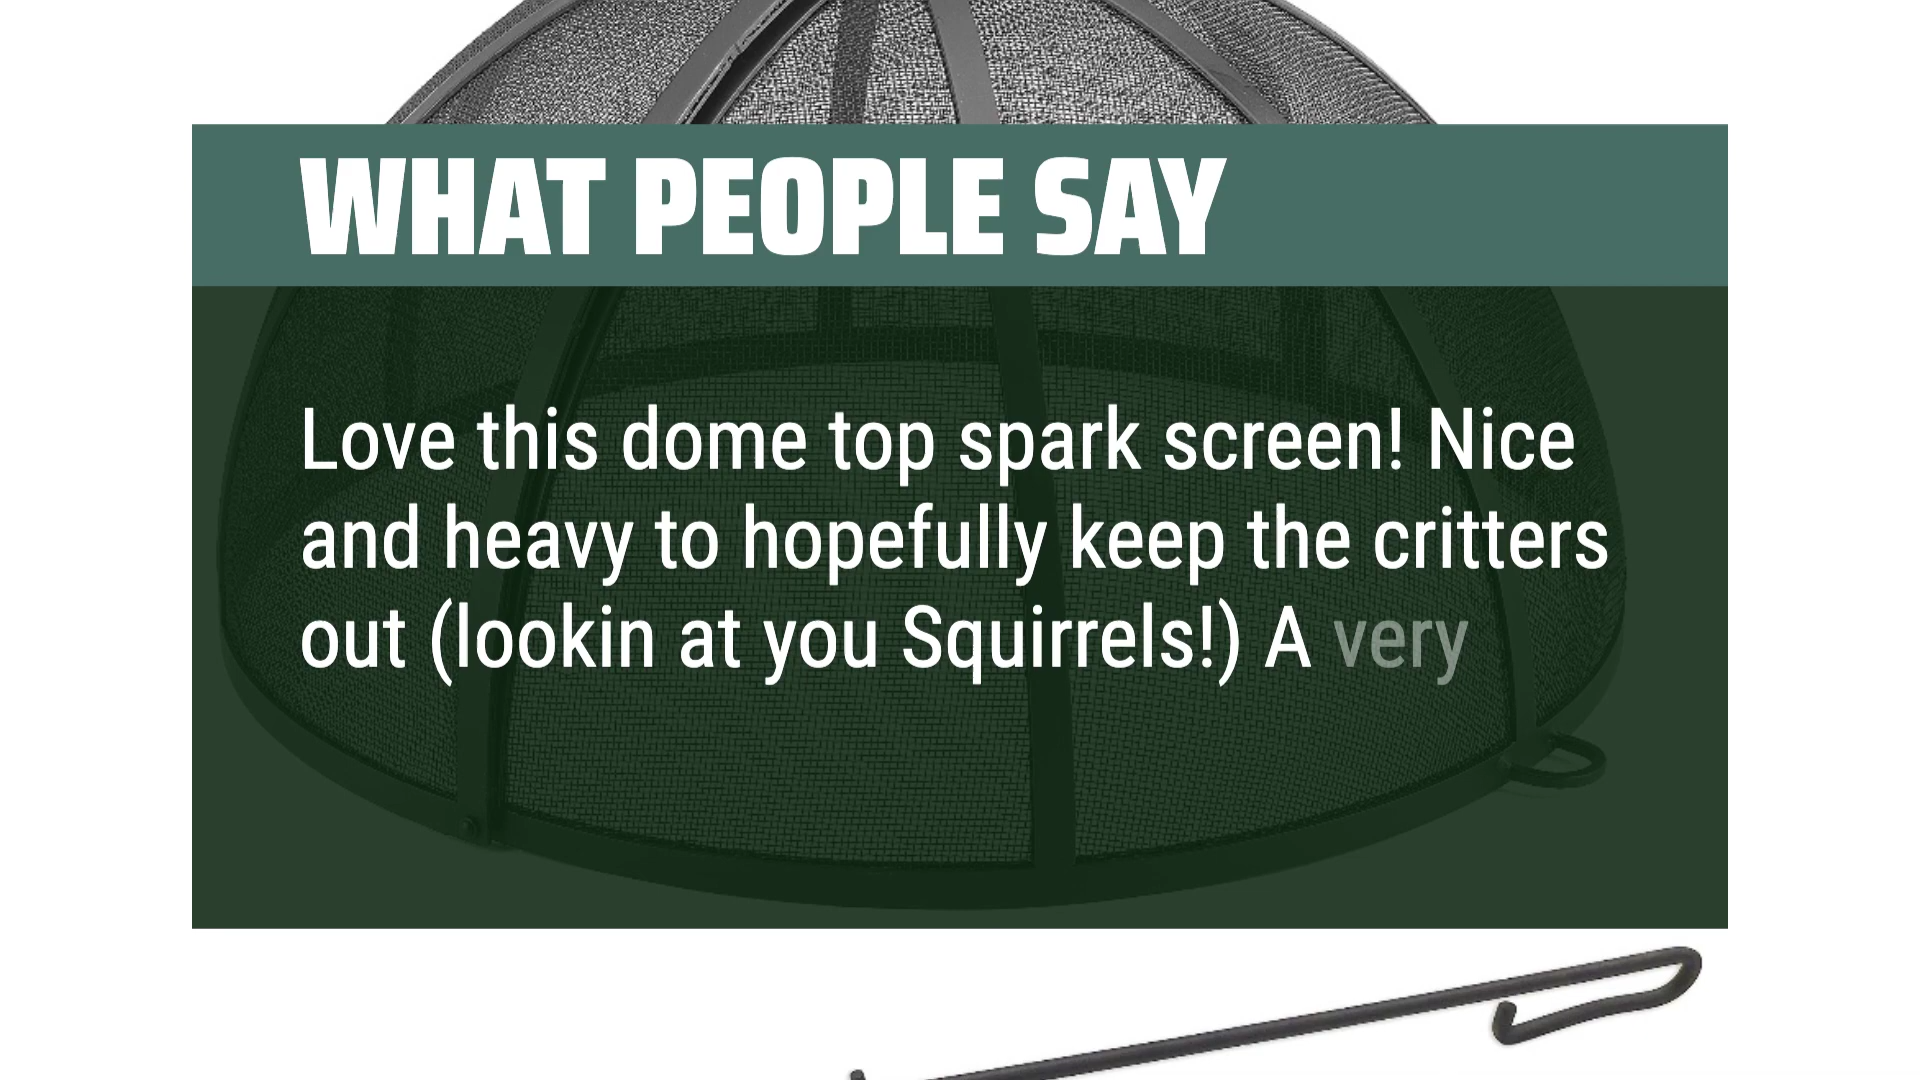 WHAT PEOPLE SAY
Love this dome top spark screen! Nice
and heavy to hopefully keep the critters
out (lookin at you Squirrels!) A very